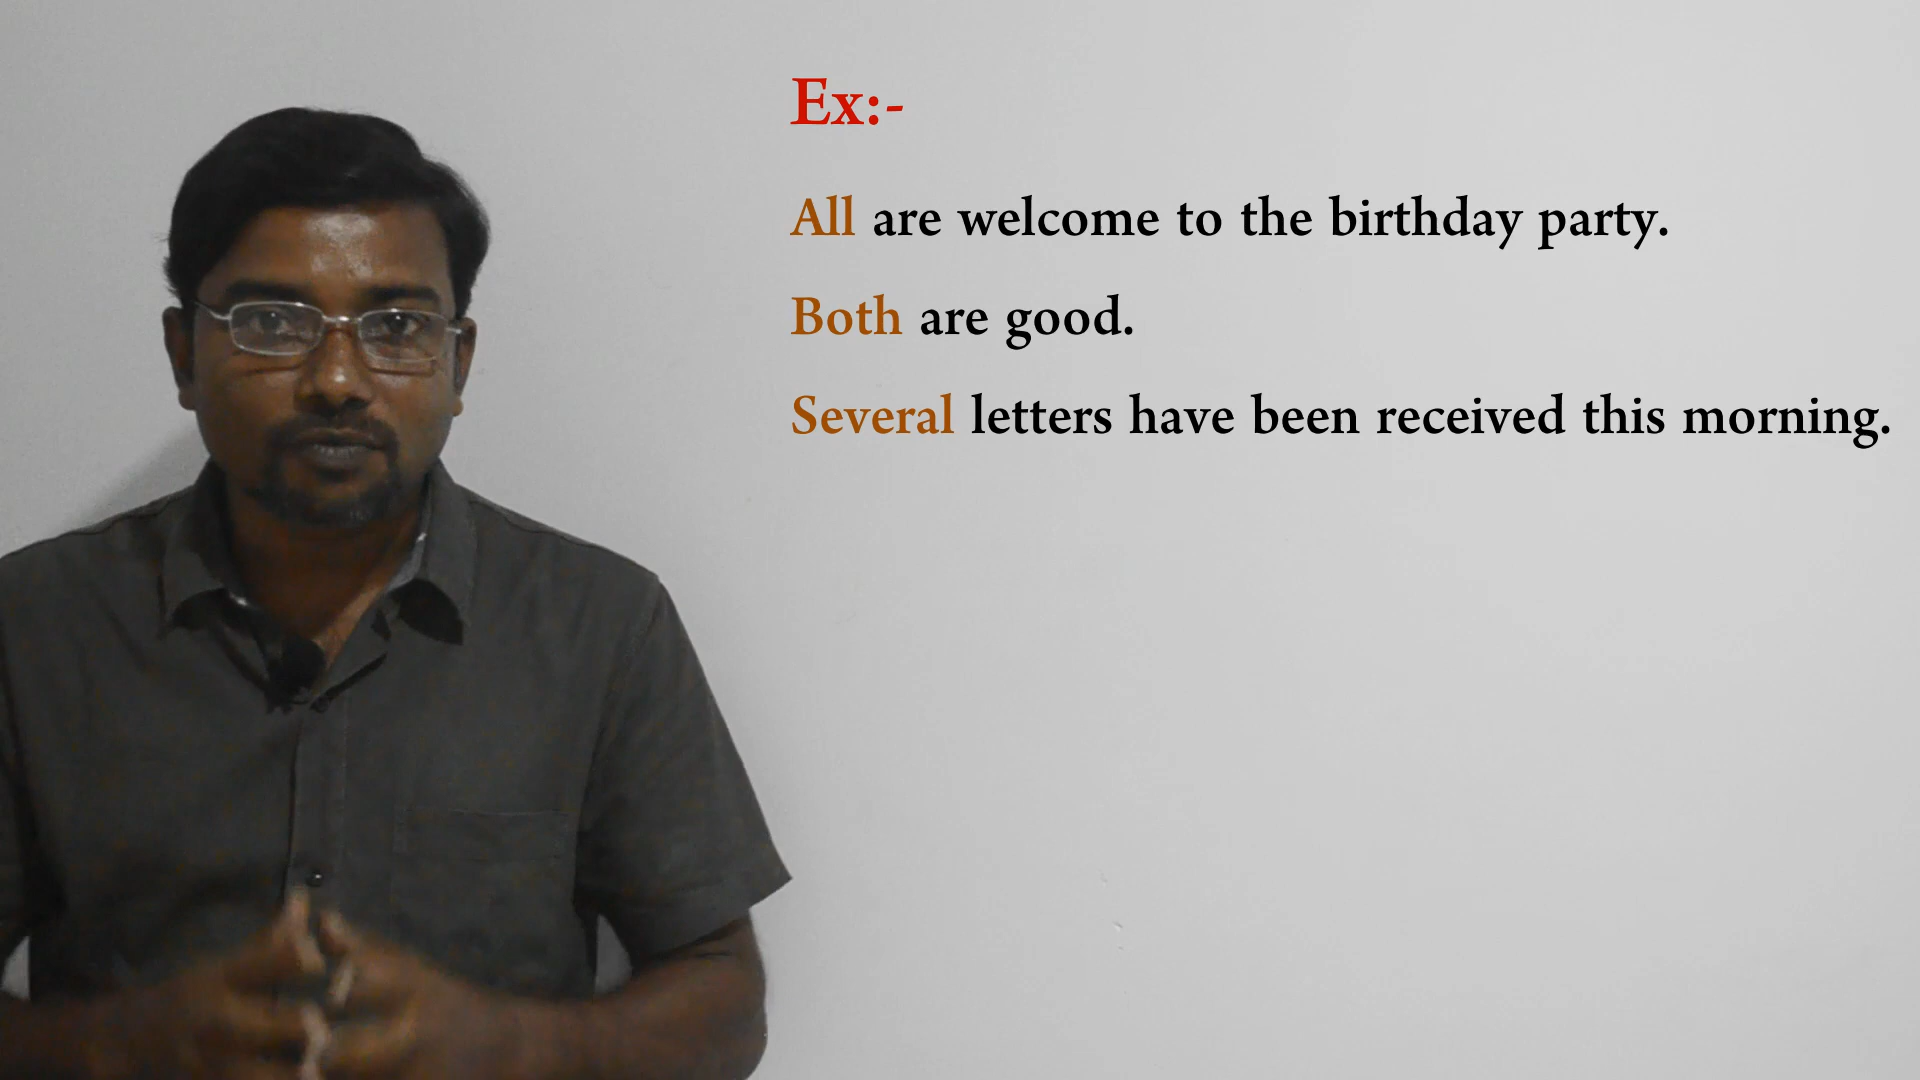 Ex:-
All are welcome to the birthday party.
Both are good.
Several letters have been received this morning.